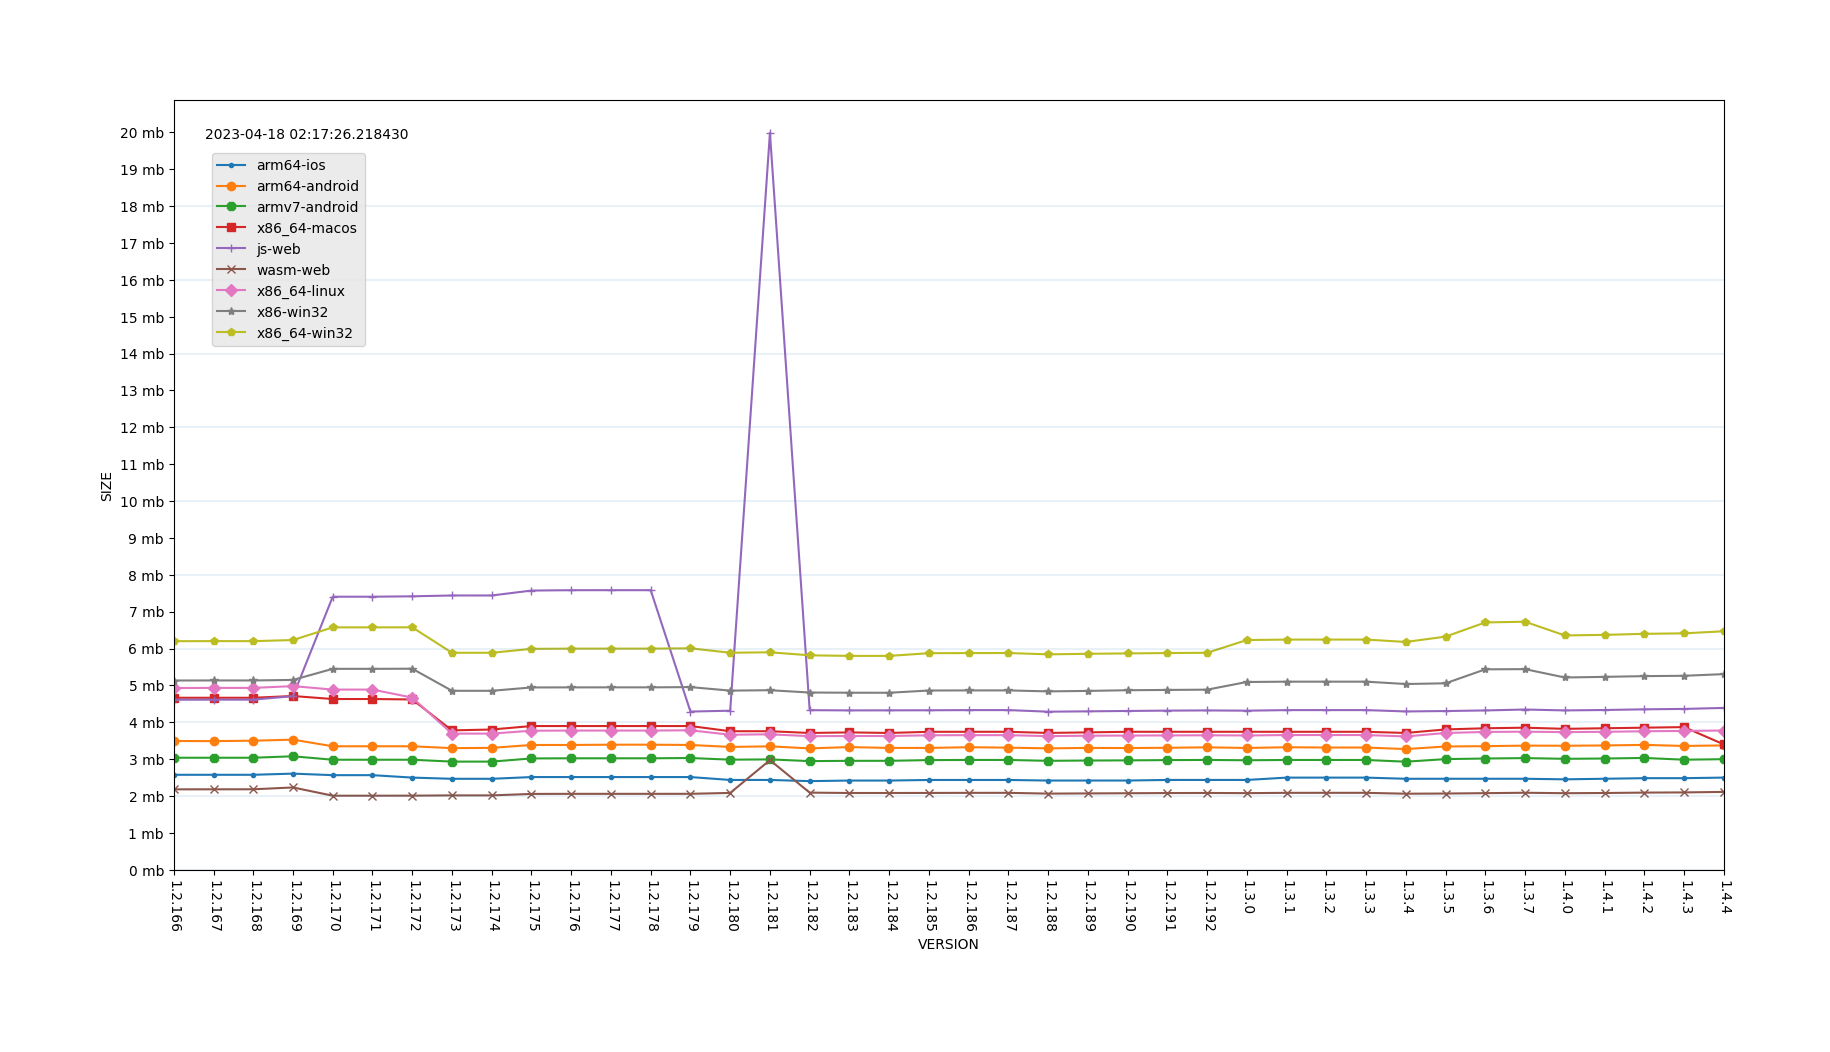 2023-04-18 02:17:26.218430
arm64-ios
arm64-android
armv7-android
x86_64-macos
js-web
wasm-web
x86_64-linux
x86-win32
x86_64-win32
20 mb
19 mb
18 mb
17 mb
16 mb
15 mb
14 mb
13 mb
12 mb
11 mb
10 mb
9 mb
8 mb
7 mb
6 mb
5 mb
4 mb
3 mb
2 mb
1 mb
0 mb
SIZE
1.2.166
1.2.167
1.2.168
1.2.169
1.2.170
1.2.171
1.2.172
1.2.173
1.2.174
1.2.175
1.2.176
1.2.177
1.2.178
1.2.179
1.2.180
1.2.181
1.2.182
1.2.183
1.2.184
1.2.185
1.2.186
1.2.187
1.2.188
1.2.189
1.2.190
1.2.191
1.2.192
1.3.0
1.3.1
1.3.2
1.3.3
1.3.4
1.3.5
1.3.6
1.3.7
1.4.0
1.4.1
1.4.2
1.4.3
1.4.4
VERSION